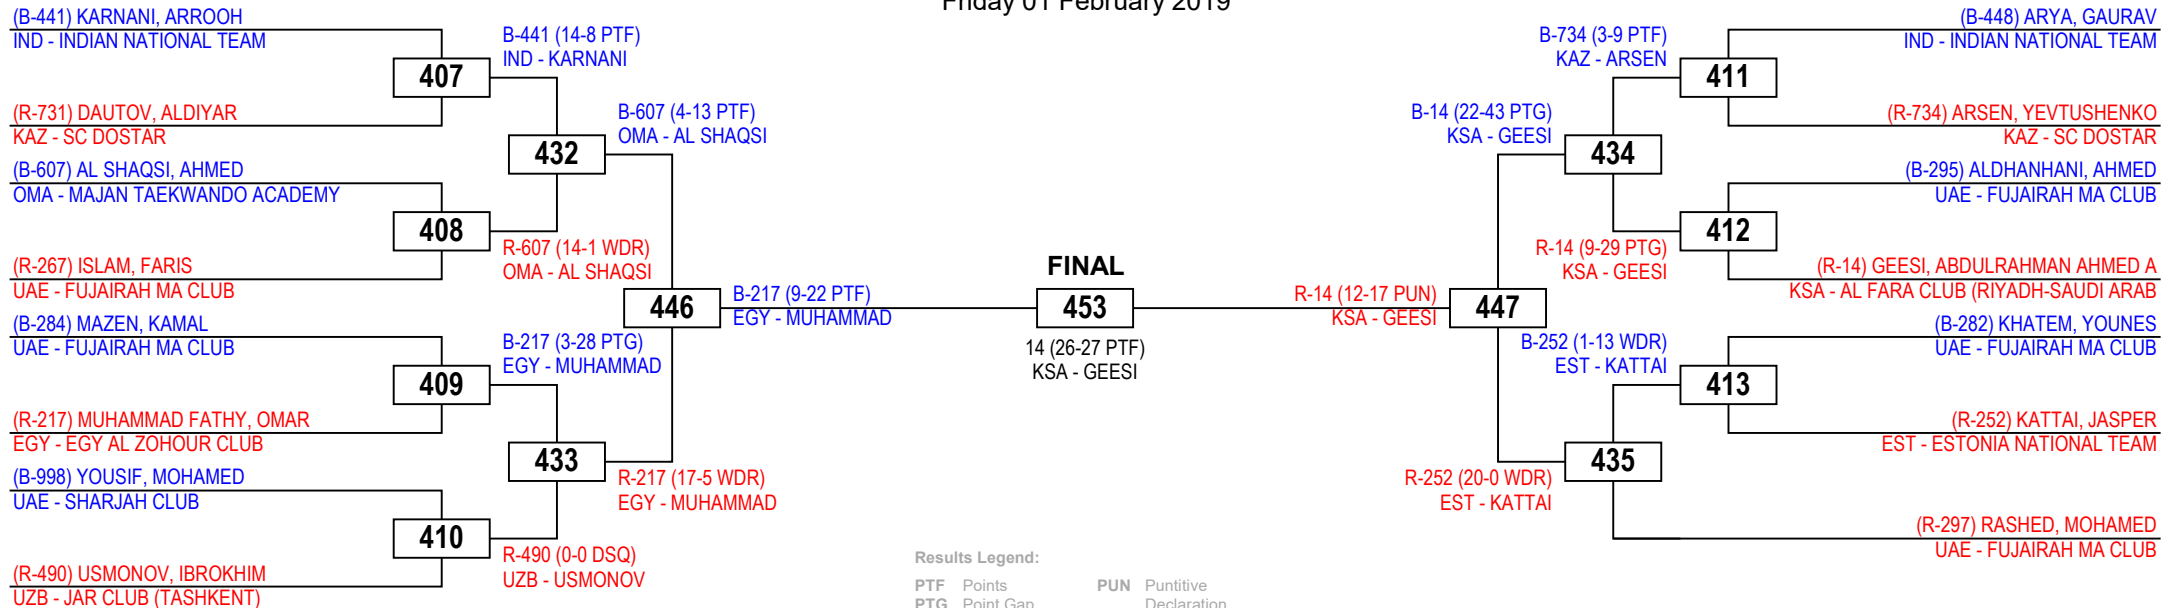 Friday 01 February 2019
(B-441) KARNANI, ARROOH
IND - INDIAN NATIONAL TEAM
407
(R-731) DAUTOV, ALDIYAR
KAZ - SC DOSTAR
(B-607) AL SHAQSI, AHMED
OMA - MAJAN TAEKWANDO ACADEMY
408
(R-267) ISLAM, FARIS
UAE - FUJAIRAH MA CLUB
(B-284) MAZEN, KAMAL
UAE - FUJAIRAH MA CLUB
409
(R-217) MUHAMMAD FATHY, OMAR
EGY - EGY AL ZOHOUR CLUB
(B-998) YOUSIF, MOHAMED
UAE - SHARJAH CLUB
410
(R-490) USMONOV, IBROKHIM
UZB - JAR CLUB (TASHKENT)
B-441 (14-8 PTF)
IND - KARNANI
432
R-607 (14-1 WDR)
OMA - AL SHAQSI
B-217 (3-28 PTG)
EGY - MUHAMMAD
433
R-490 (0-0 DSQ)
UZB - USMONOV
B-607 (4-13 PTF)
OMA - AL SHAQSI
446
R-217 (17-5 WDR)
EGY - MUHAMMAD
B-217 (9-22 PTF)
EGY - MUHAMMAD
FINAL
453
14 (26-27 PTF)
KSA - GEESI
R-14 (12-17 PUN)
KSA - GEESI
B-14 (22-43 PTG)
KSA - GEESI
447
R-252 (20-0 WDR)
EST - KATTAI
B-734 (3-9 PTF)
KAZ - ARSEN
434
R-14 (9-29 PTG)
KSA - GEESI
B-252 (1-13 WDR)
EST - KATTAI
435
(B-448) ARYA, GAURAV
IND - INDIAN NATIONAL TEAM
411
(R-734) ARSEN, YEVTUSHENKO
KAZ - SC DOSTAR
(B-295) ALDHANHANI, AHMED
UAE - FUJAIRAH MA CLUB
412
(R-14) GEESI, ABDULRAHMAN AHMED A
KSA - AL FARA CLUB (RIYADH-SAUDI ARAB
(B-282) KHATEM, YOUNES
UAE - FUJAIRAH MA CLUB
413
(R-252) KATTAI, JASPER
EST - ESTONIA NATIONAL TEAM
(R-297) RASHED, MOHAMED
UAE - FUJAIRAH MA CLUB
Results Legend:
PTF Points PUN Puntitive
PTG Point Gap Declaration